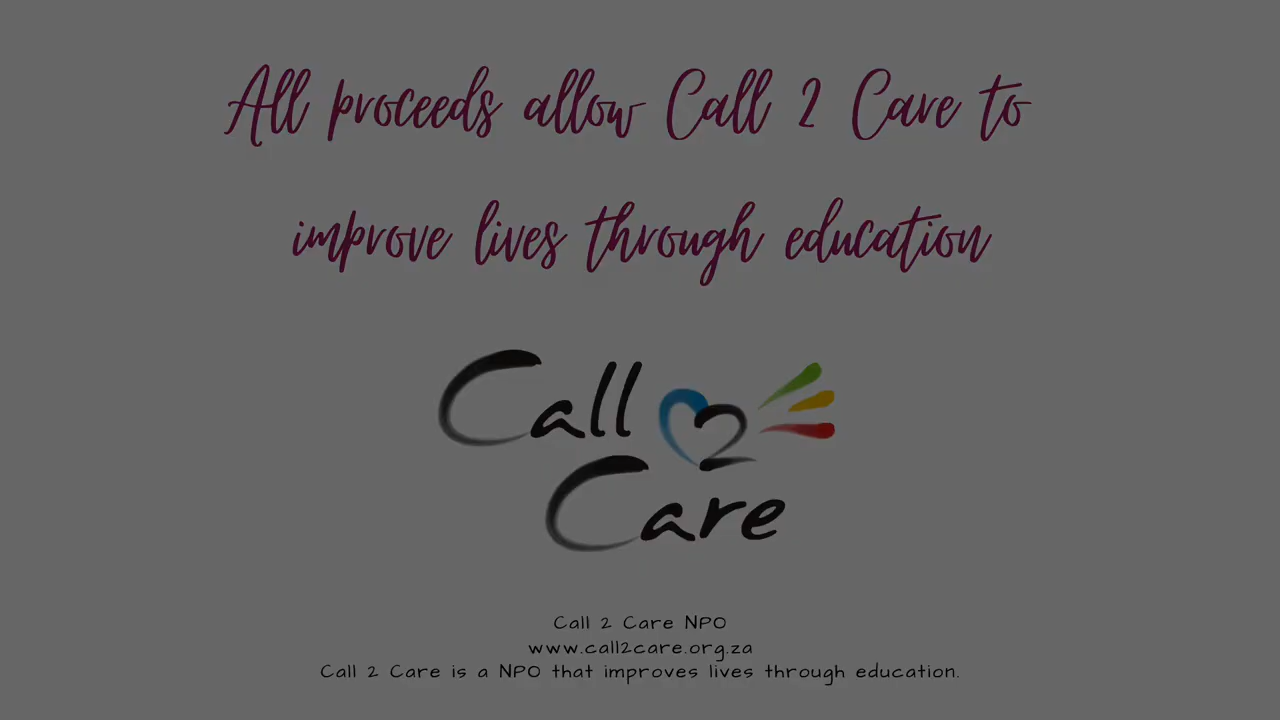 All proceeds allow Call 2 Care to
improve lives through education
Call 2
Care
Call 2 Care NPO
www.call2care.org.za
Call 2 Care is a NPO that improves lives through education.